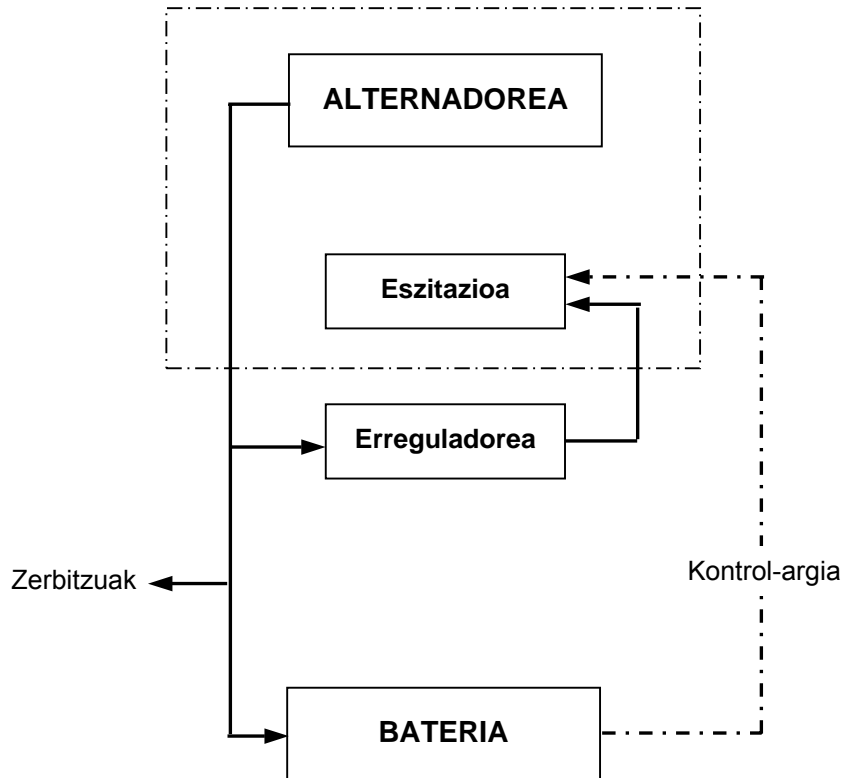 ALTERNADOREA
Eszitazioa
Erreguladorea
Zerbitzuak
Kontrol-argia
BATERIA